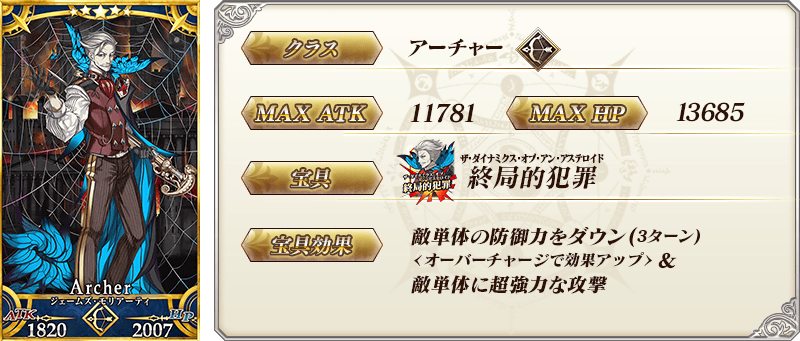 Archer
ジェームズ・モリアーティ
ATK
HP
1820
2007
クラス
アーチャー
MAX ATK
11781
MAX HP
13685
宝具
ザ・ダイナミクス・オブ・アン・アステロイド
終局的犯罪
終局的犯罪
宝具効果
敵単体の防御力をダウン(3ターン)
<オーバーチャージで効果アップ> &
敵単体に超強力な攻撃